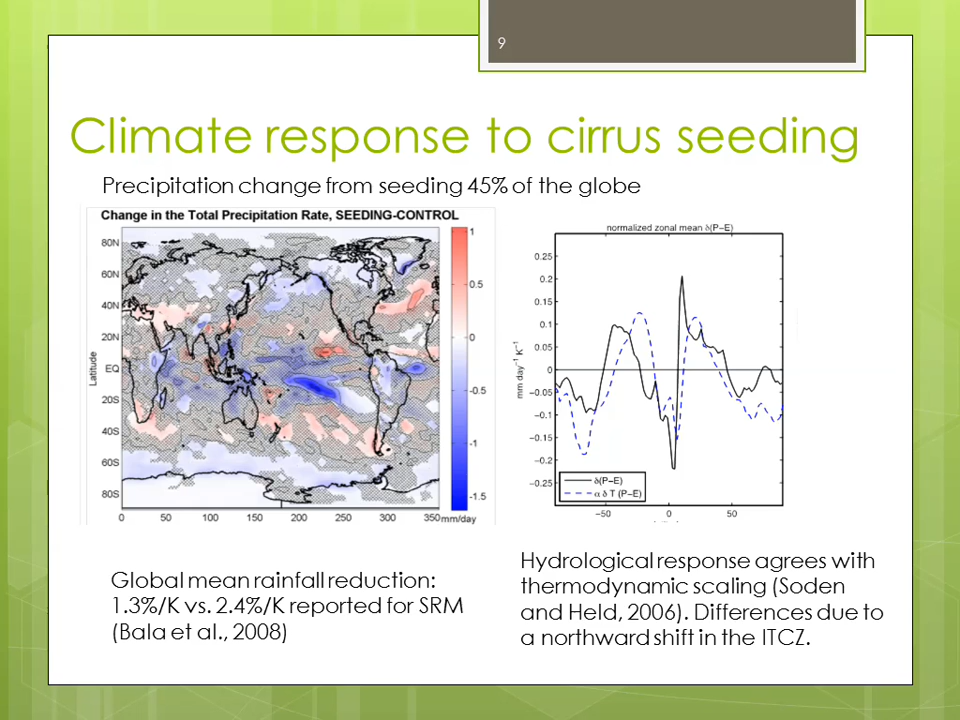 9
Climate response to cirrus seeding
Precipitation change from seeding 45% of the globe
Change in the Total Precipitation Rate, SEEDING-CONTROL
80N
60N
40N
20N
EQ
20S
40S
60S
80S
Latitude
0 50 100 150 200 250 300 350
1
0.5
0
-0.5
-1
-1.5
mm/day
normalized zonal mean δ(P−E)
0.25
0.2
0.15
0.1
0.05
0
−0.05
−0.1
−0.15
−0.2
−0.25
mm day⁻¹ K⁻¹
−50 0 50
δ(P−E)
α δ T (P−E)
Global mean rainfall reduction:
1.3%/K vs. 2.4%/K reported for SRM
(Bala et al., 2008)
Hydrological response agrees with
thermodynamic scaling (Soden
and Held, 2006). Differences due to
a northward shift in the ITCZ.